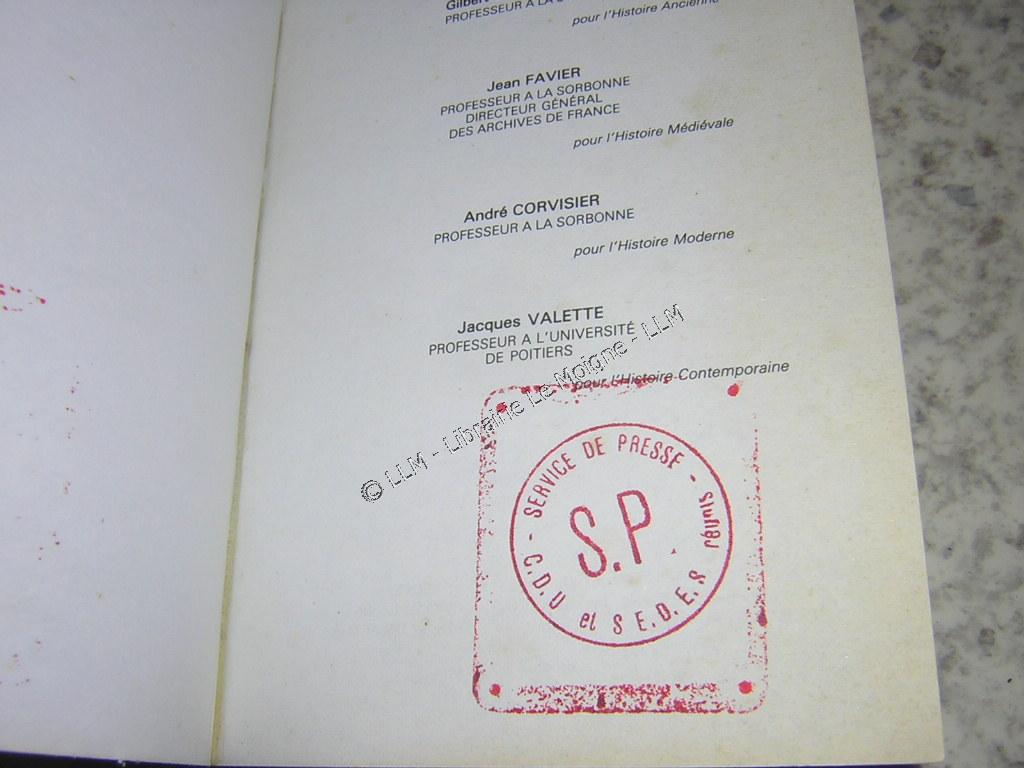 Gilbert
PROFESSEUR A LA
pour l'Histoire Ancienne
Jean FAVIER
PROFESSEUR A LA SORBONNE
DIRECTEUR GÉNÉRAL
DES ARCHIVES DE FRANCE
pour l'Histoire Médiévale
André CORVISIER
PROFESSEUR A LA SORBONNE
pour l'Histoire Moderne
Jacques VALETTE
PROFESSEUR A L'UNIVERSITÉ
DE POITIERS
pour l'Histoire Contemporaine
© LLM - Librairie Le Moigne - LLM
- SERVICE DE PRESSE -
S.P
C.D.U et S E.D.E.S réunis